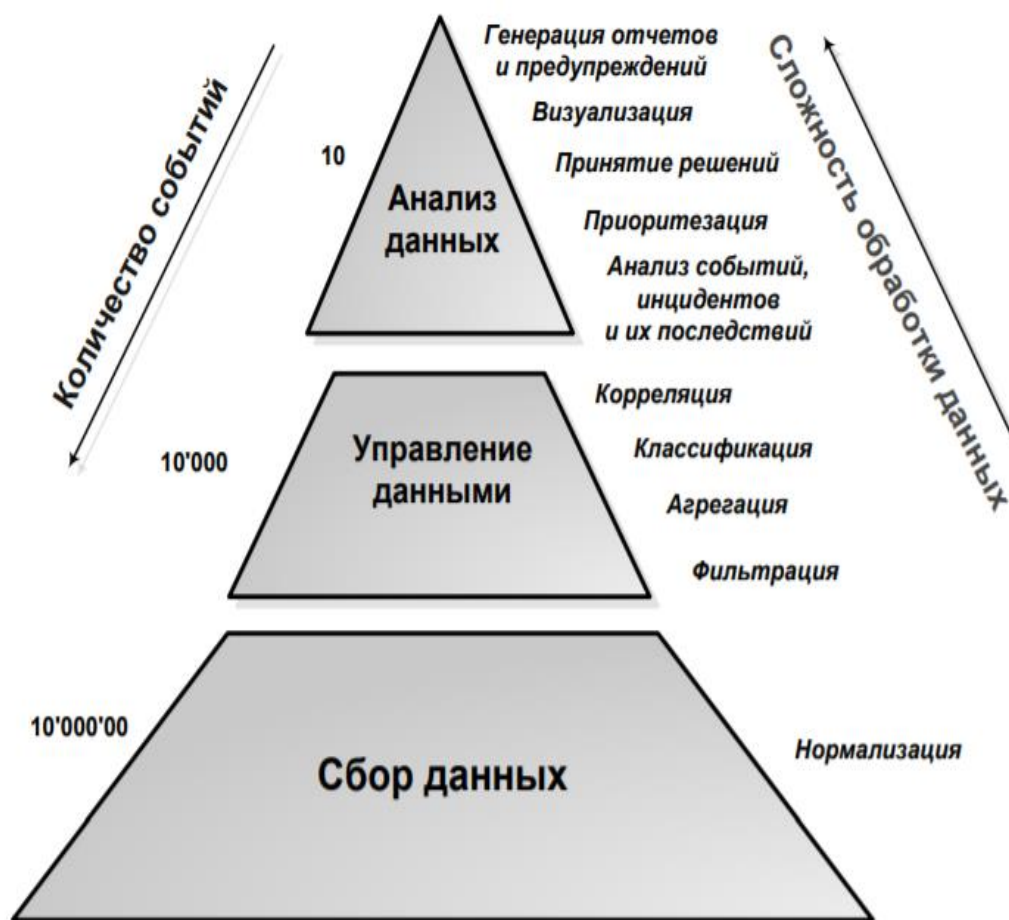 Количество событий
Сложность обработки данных
Генерация отчетов
и предупреждений
Визуализация
10
Принятие решений
Анализ
данных
Приоритезация
Анализ событий,
инцидентов
и их последствий
Корреляция
Управление
данными
10'000
Классификация
Агрегация
Фильтрация
10'000'00
Сбор данных
Нормализация